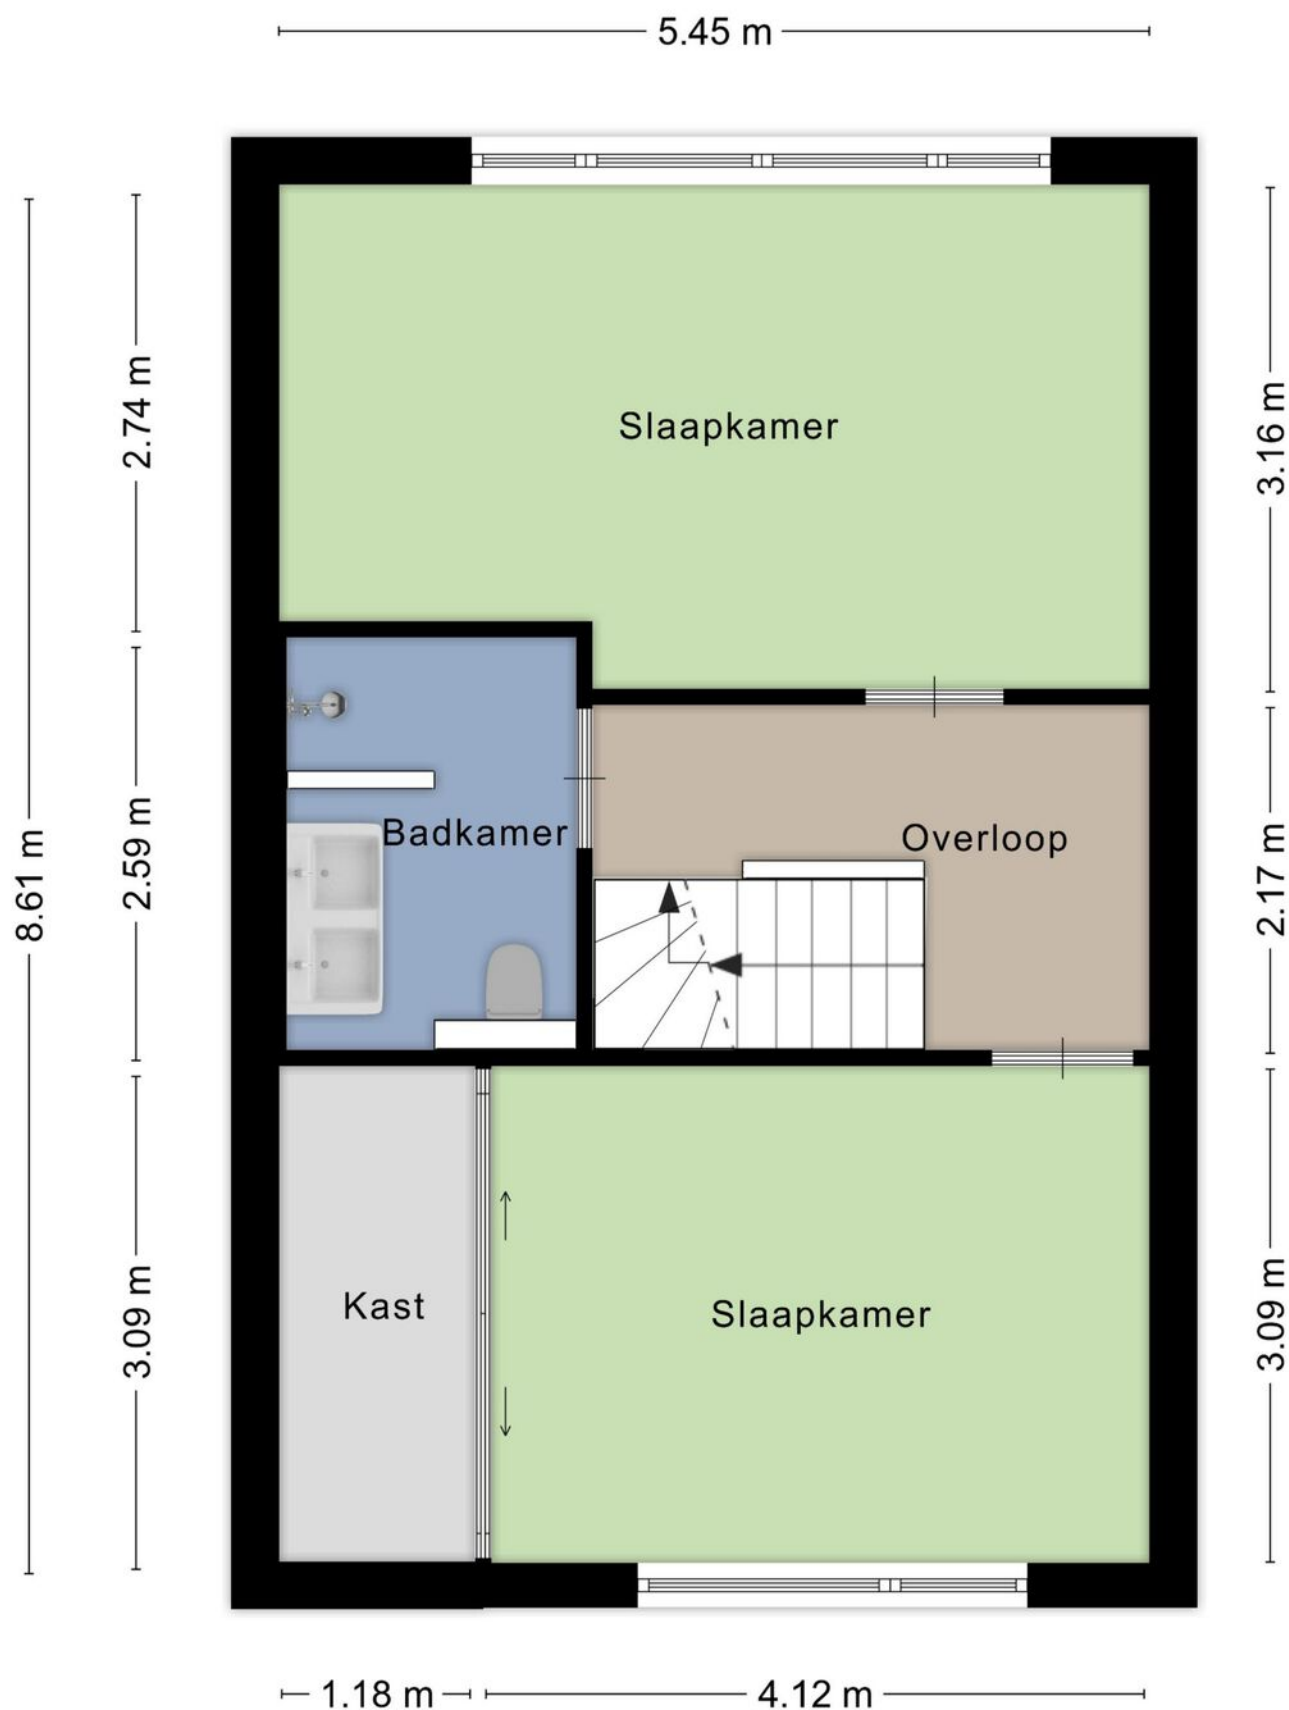 5.45 m
2.74 m
3.16 m
Slaapkamer
8.61 m
2.59 m
Badkamer
Overloop
2.17 m
3.09 m
Kast
Slaapkamer
3.09 m
1.18 m
4.12 m